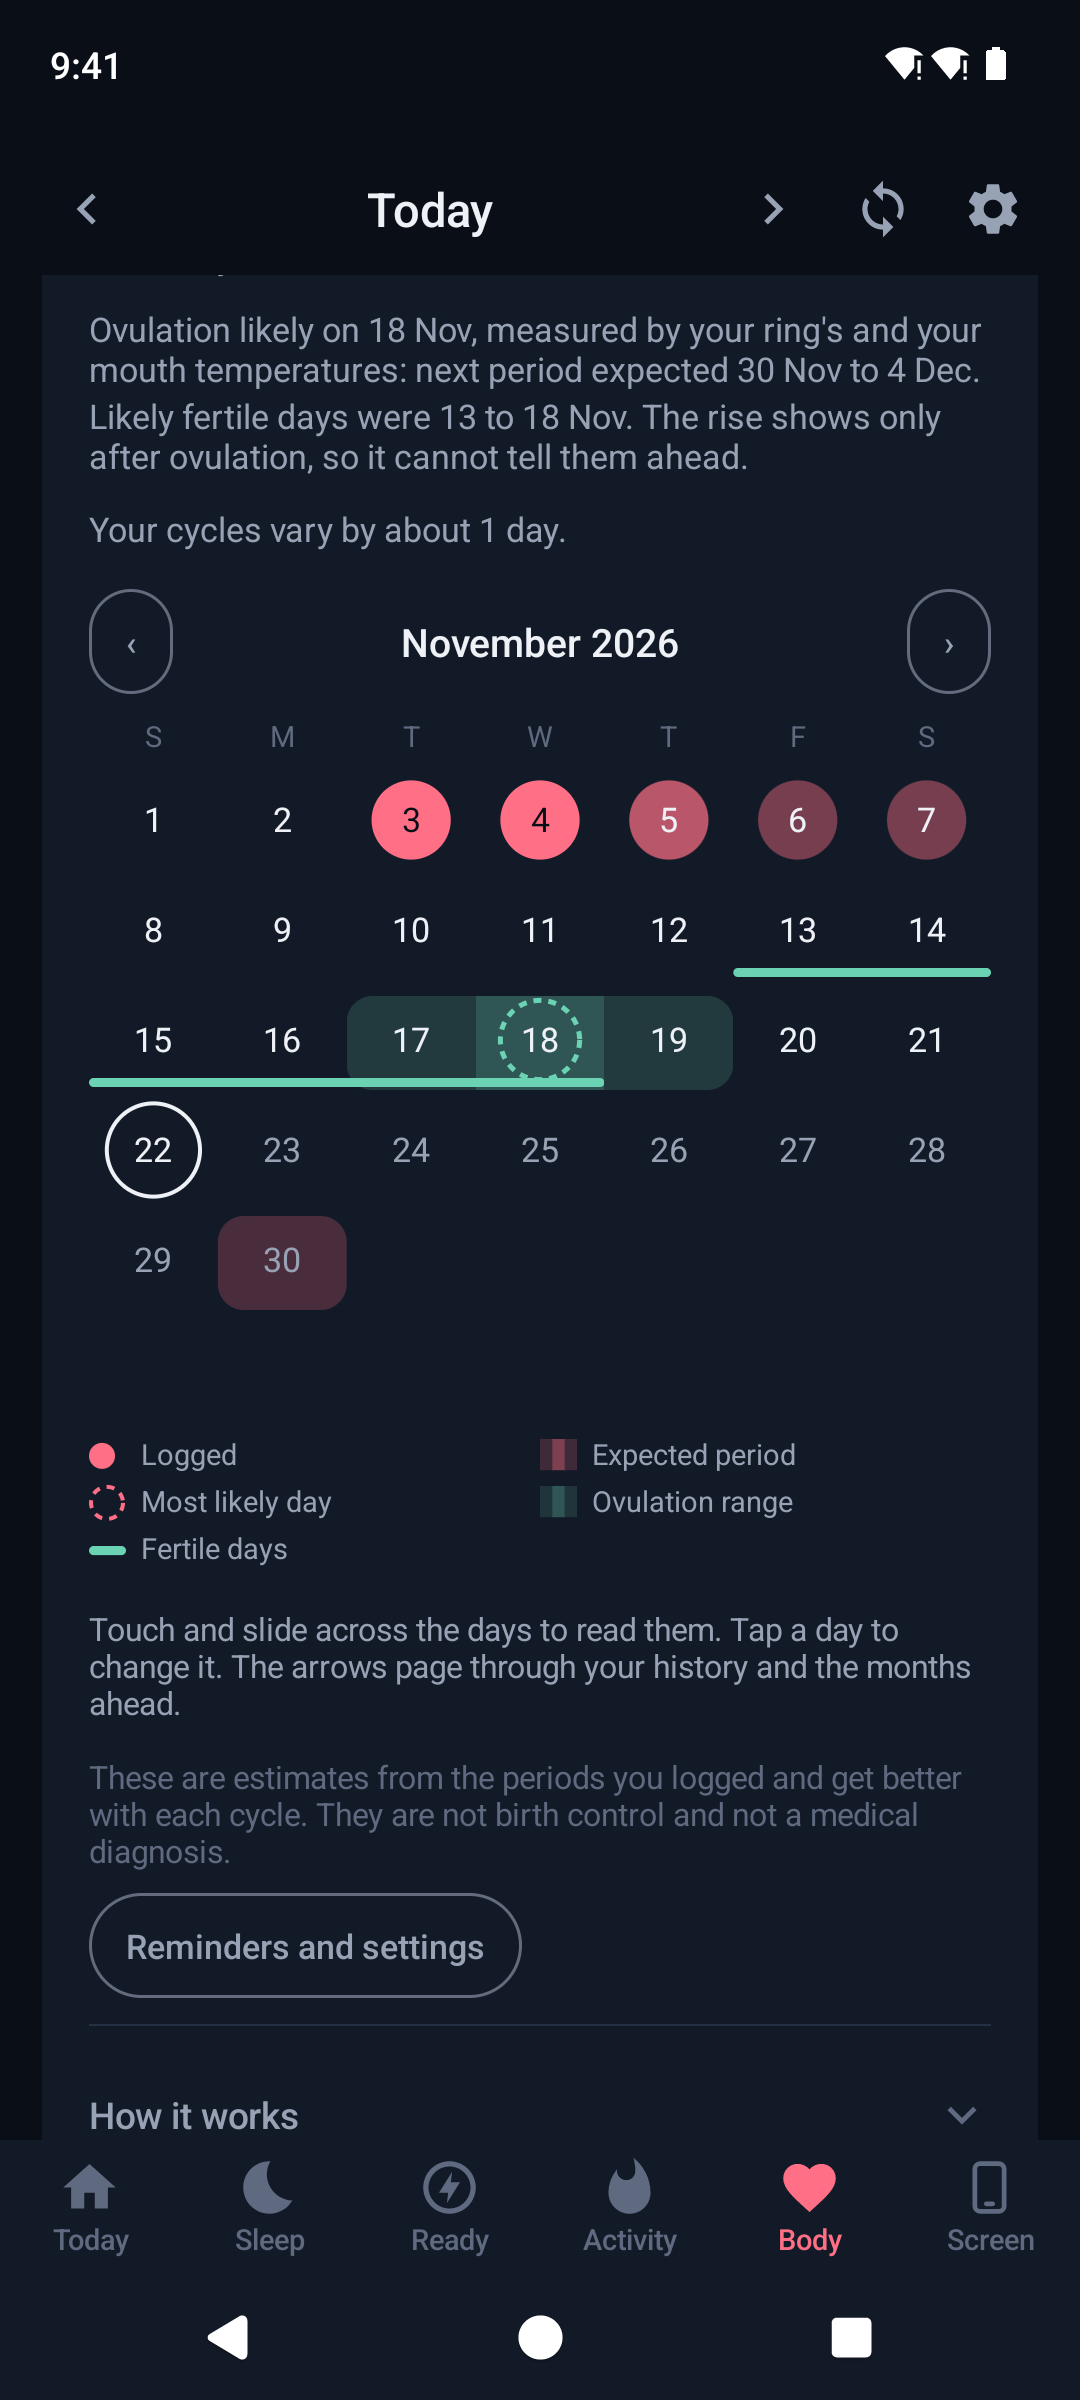 9:41
Today
Ovulation likely on 18 Nov, measured by your ring's and your
mouth temperatures: next period expected 30 Nov to 4 Dec.
Likely fertile days were 13 to 18 Nov. The rise shows only
after ovulation, so it cannot tell them ahead.
Your cycles vary by about 1 day.
‹ November 2026 ›
S M T W T F S
1 2 3 4 5 6 7
8 9 10 11 12 13 14
15 16 17 18 19 20 21
22 23 24 25 26 27 28
29 30
Logged Expected period
Most likely day Ovulation range
Fertile days
Touch and slide across the days to read them. Tap a day to
change it. The arrows page through your history and the months
ahead.
These are estimates from the periods you logged and get better
with each cycle. They are not birth control and not a medical
diagnosis.
Reminders and settings
How it works
Today Sleep Ready Activity Body Screen